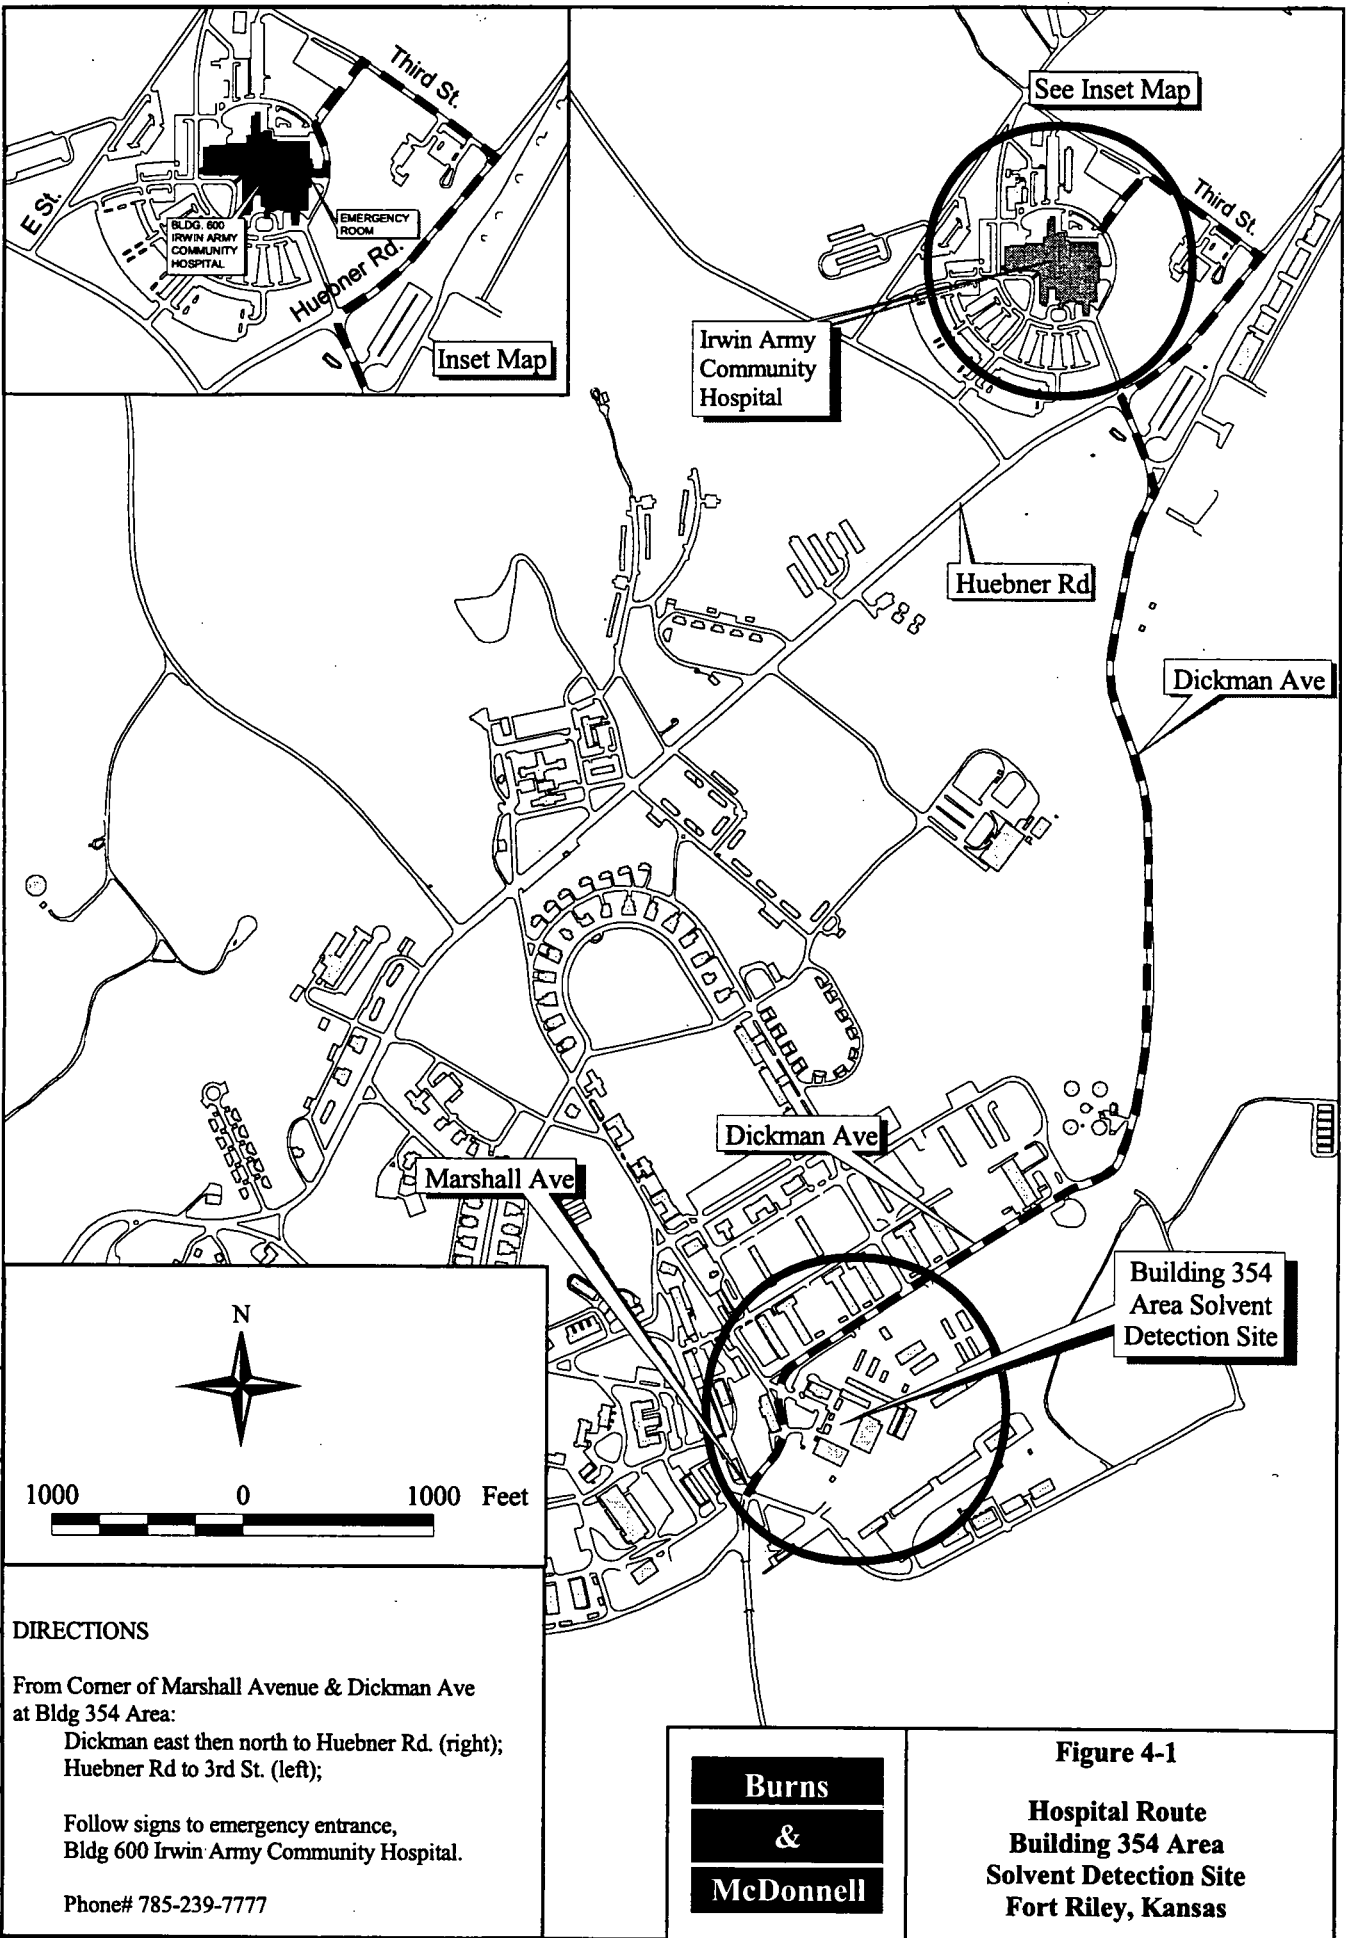 Third St.
E St.
BLDG. 600
IRWIN ARMY
COMMUNITY
HOSPITAL
EMERGENCY
ROOM
Huebner Rd.
Inset Map
See Inset Map
Third St.
Irwin Army
Community
Hospital
Huebner Rd
Dickman Ave
Dickman Ave
Marshall Ave
Building 354
Area Solvent
Detection Site
N
1000 0 1000 Feet
DIRECTIONS
From Corner of Marshall Avenue & Dickman Ave
at Bldg 354 Area:
Dickman east then north to Huebner Rd. (right);
Huebner Rd to 3rd St. (left);
Follow signs to emergency entrance,
Bldg 600 Irwin Army Community Hospital.
Phone# 785-239-7777
Burns
&
McDonnell
Figure 4-1
Hospital Route
Building 354 Area
Solvent Detection Site
Fort Riley, Kansas